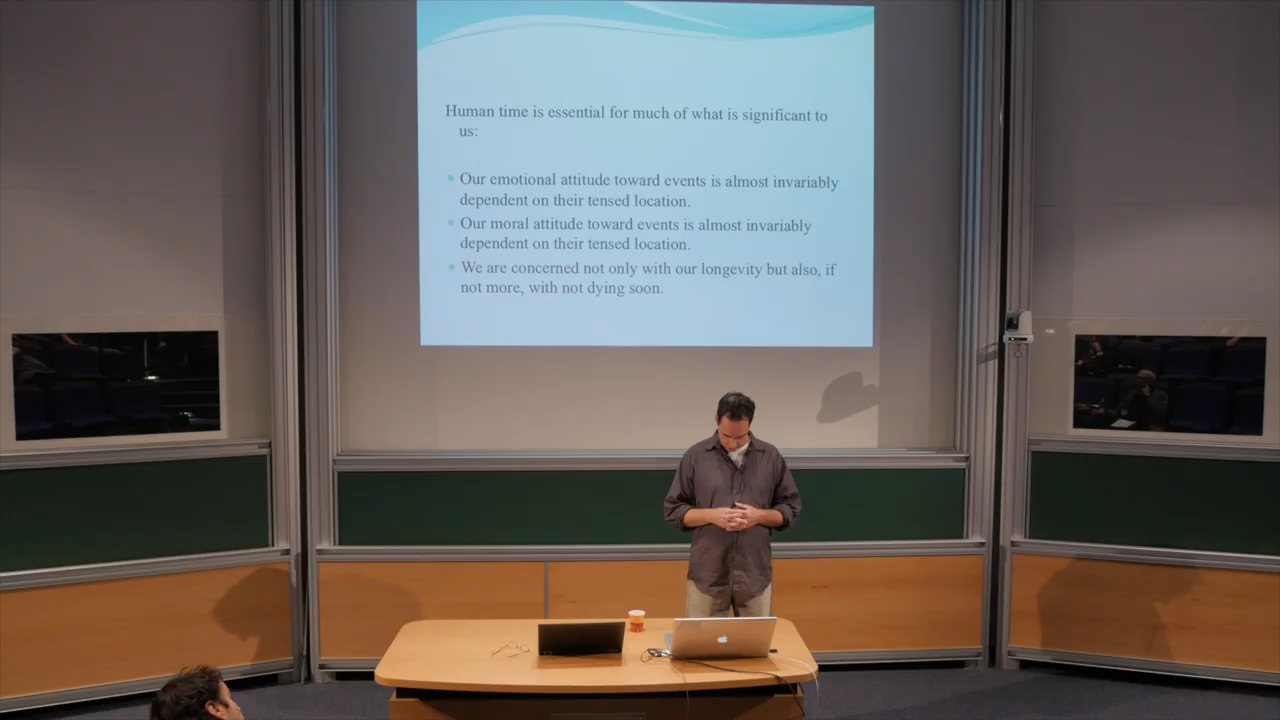 Human time is essential for much of what is significant to
us:
Our emotional attitude toward events is almost invariably
dependent on their tensed location.
Our moral attitude toward events is almost invariably
dependent on their tensed location.
We are concerned not only with our longevity but also, if
not more, with not dying soon.